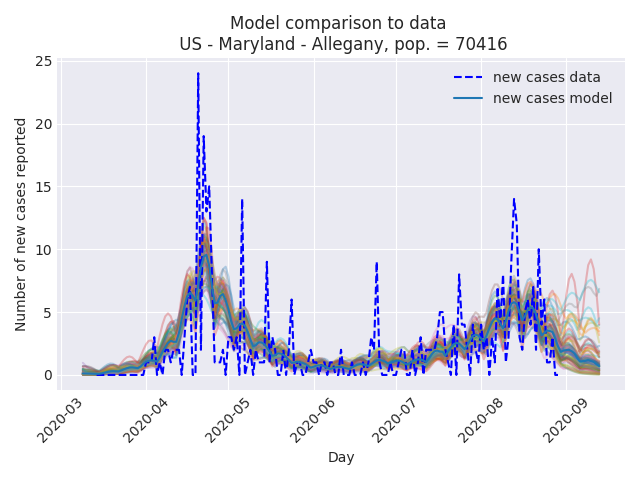 Model comparison to data
US - Maryland - Allegany, pop. = 70416
new cases data
new cases model
Number of new cases reported
25
20
15
10
5
0
2020-03
2020-04
2020-05
2020-06
2020-07
2020-08
2020-09
Day